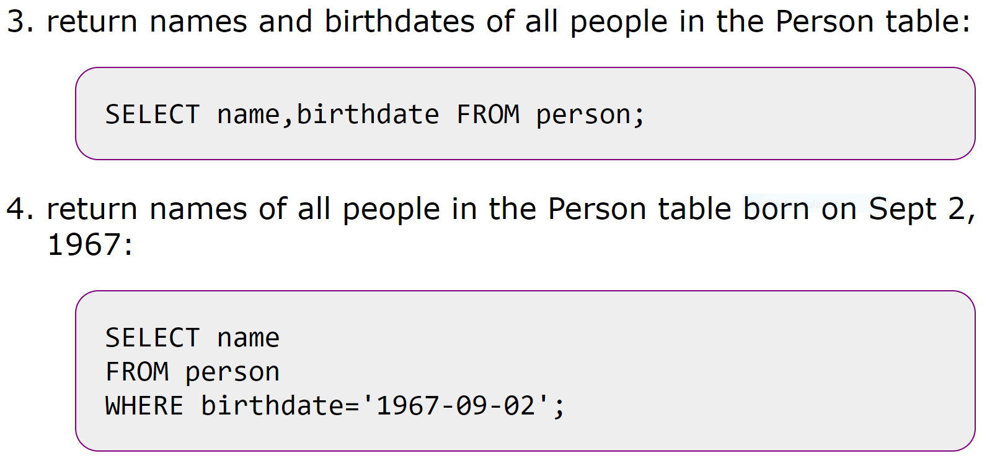 3. return names and birthdates of all people in the Person table:
SELECT name,birthdate FROM person;
4. return names of all people in the Person table born on Sept 2,
1967:
SELECT name
FROM person
WHERE birthdate='1967-09-02';